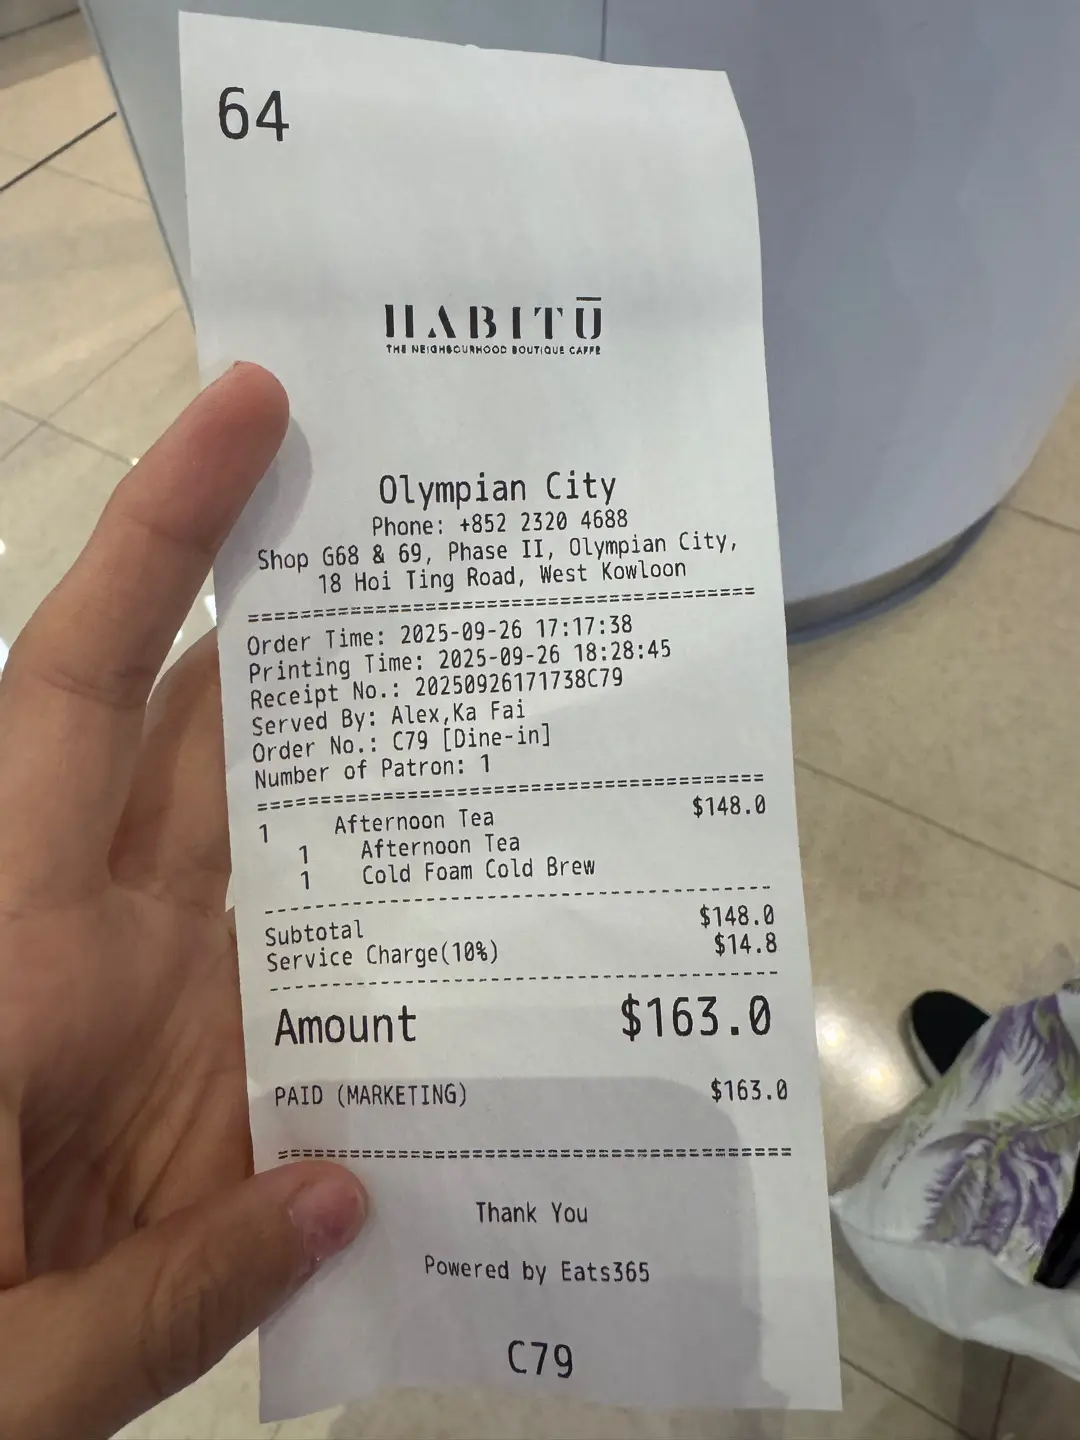 64
HABITŪ
THE NEIGHBOURHOOD BOUTIQUE CAFFE
Olympian City
Phone: +852 2320 4688
Shop G68 & 69, Phase II, Olympian City,
18 Hoi Ting Road, West Kowloon
========================================
Order Time: 2025-09-26 17:17:38
Printing Time: 2025-09-26 18:28:45
Receipt No.: 20250926171738C79
Served By: Alex,Ka Fai
Order No.: C79 [Dine-in]
Number of Patron: 1
========================================
1 Afternoon Tea $148.0
1 Afternoon Tea
1 Cold Foam Cold Brew
----------------------------------------
Subtotal $148.0
Service Charge(10%) $14.8
----------------------------------------
Amount $163.0
PAID (MARKETING) $163.0
========================================
Thank You
Powered by Eats365
C79